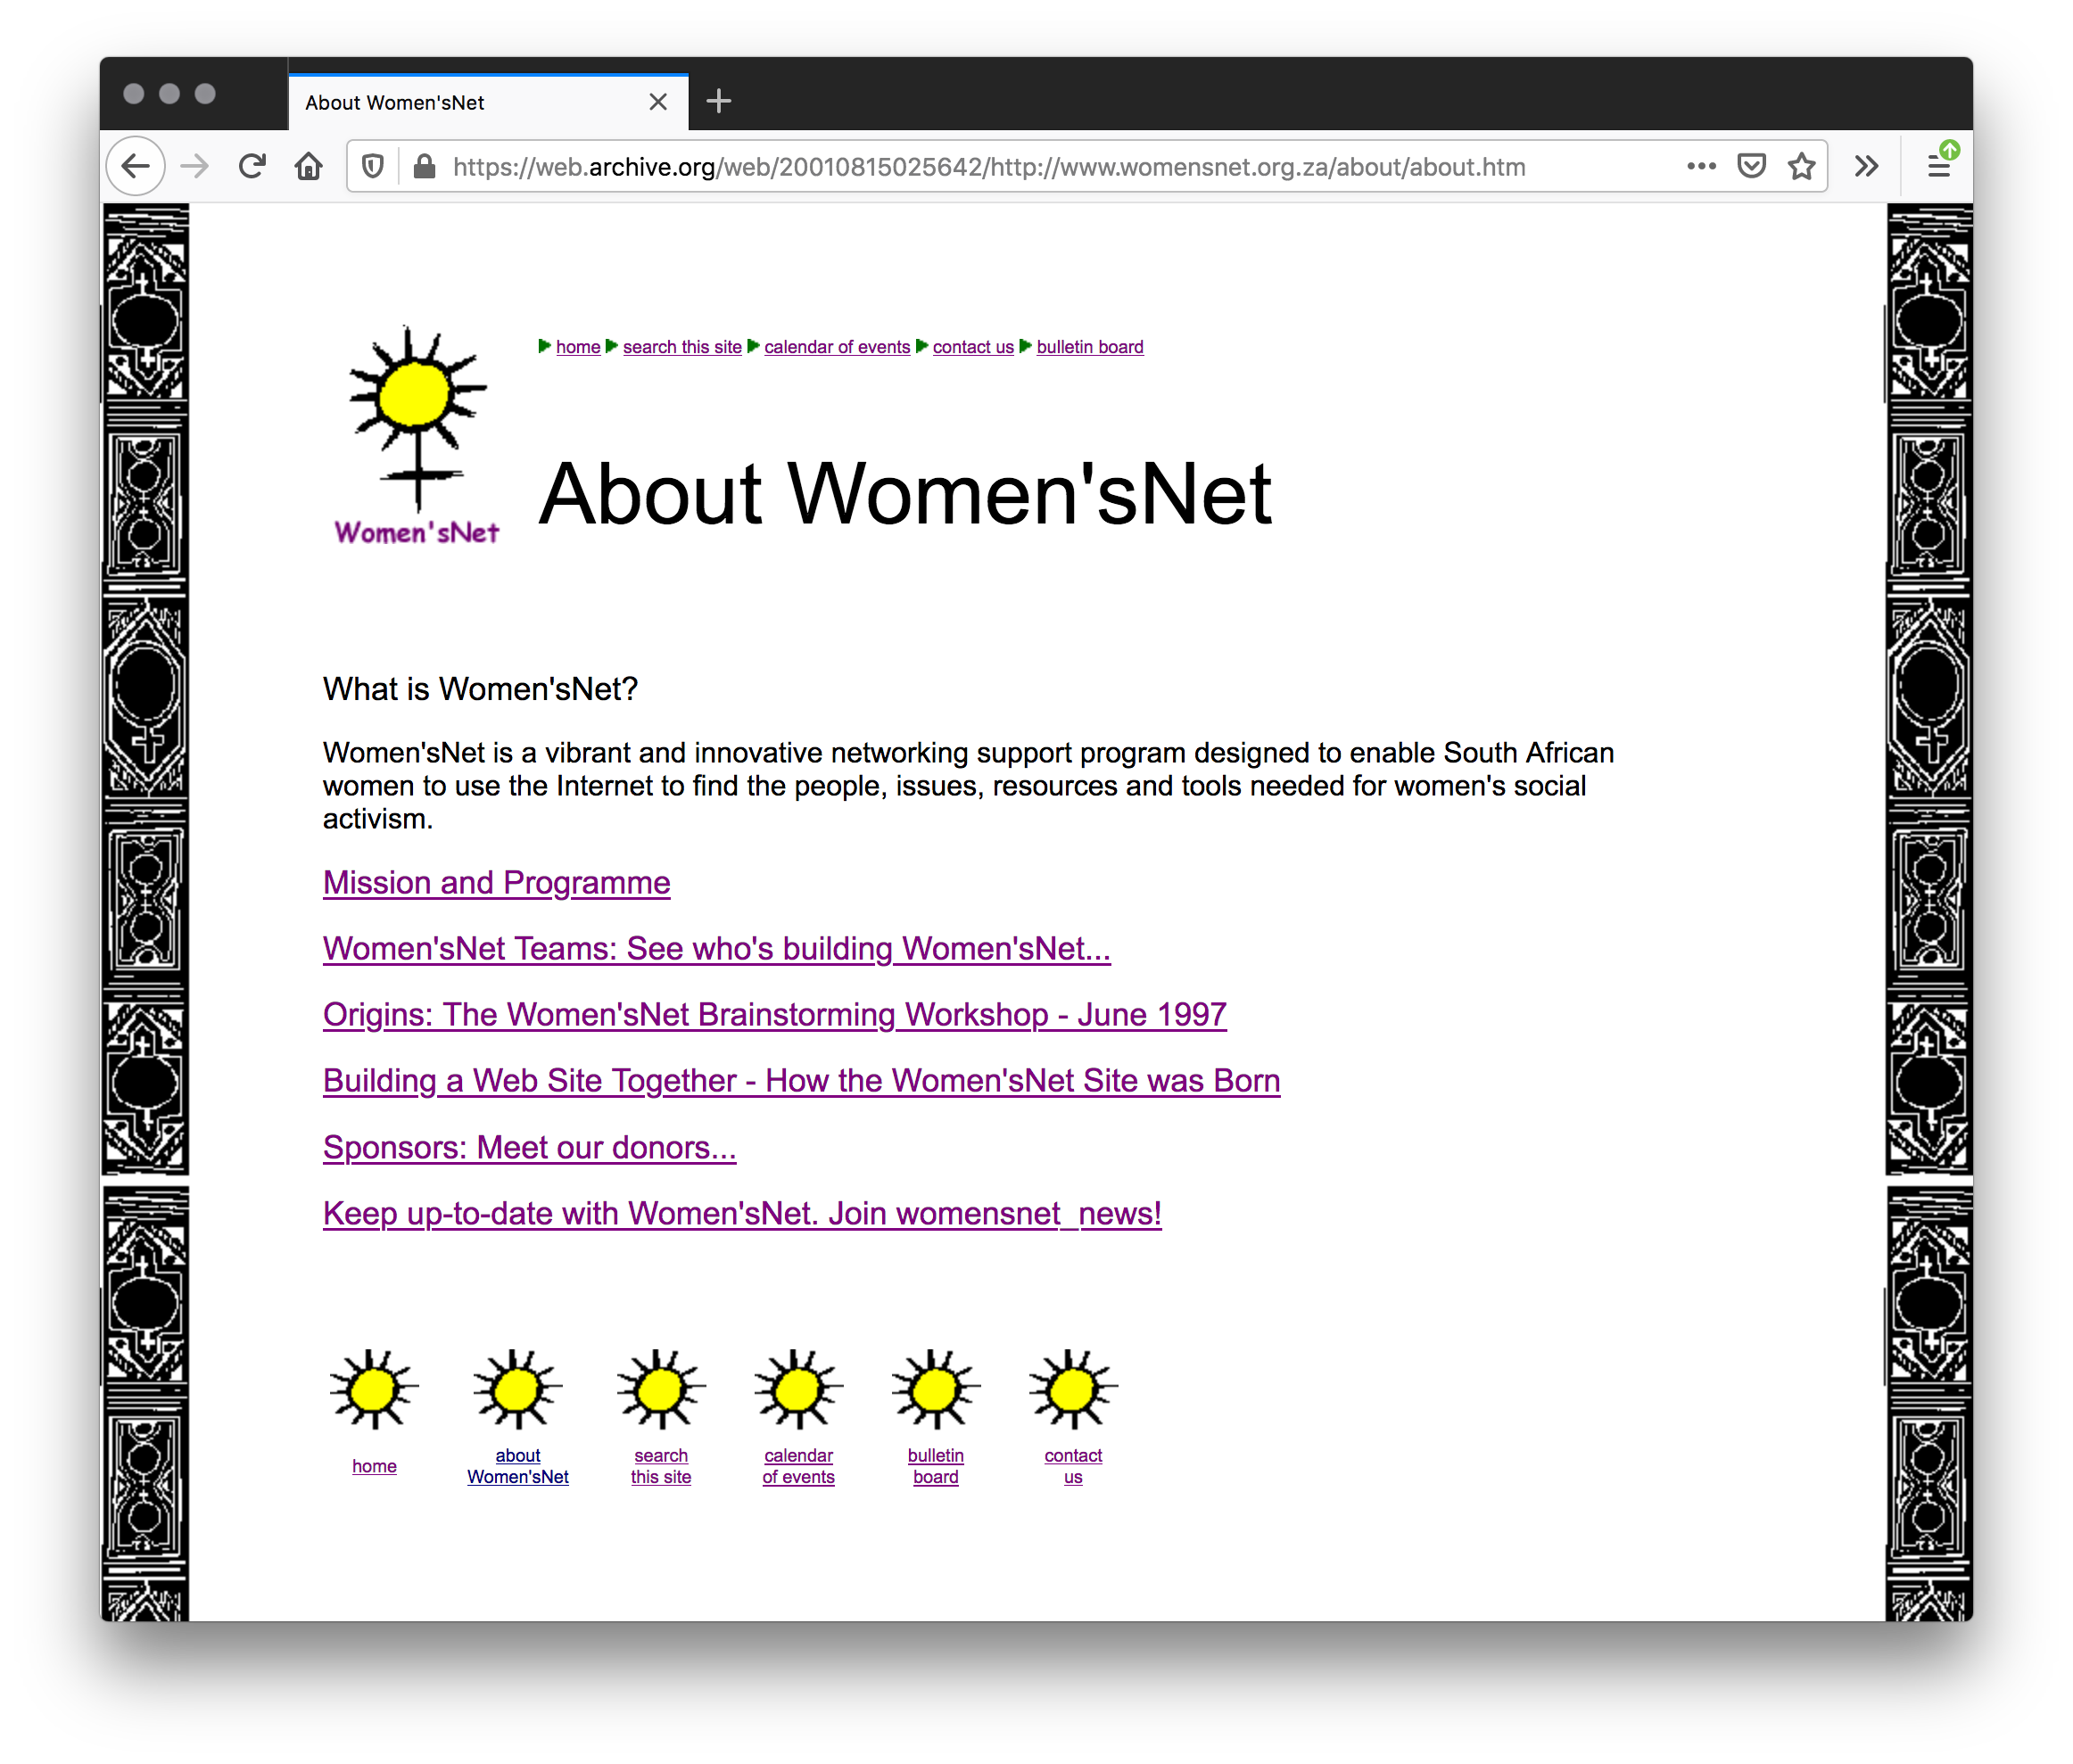 About Women'sNet
https://web.archive.org/web/20010815025642/http://www.womensnet.org.za/about/about.htm
home search this site calendar of events contact us bulletin board
Women'sNet
About Women'sNet
What is Women'sNet?
Women'sNet is a vibrant and innovative networking support program designed to enable South African
women to use the Internet to find the people, issues, resources and tools needed for women's social
activism.
Mission and Programme
Women'sNet Teams: See who's building Women'sNet...
Origins: The Women'sNet Brainstorming Workshop - June 1997
Building a Web Site Together - How the Women'sNet Site was Born
Sponsors: Meet our donors...
Keep up-to-date with Women'sNet. Join womensnet_news!
home
about
Women'sNet
search
this site
calendar
of events
bulletin
board
contact
us